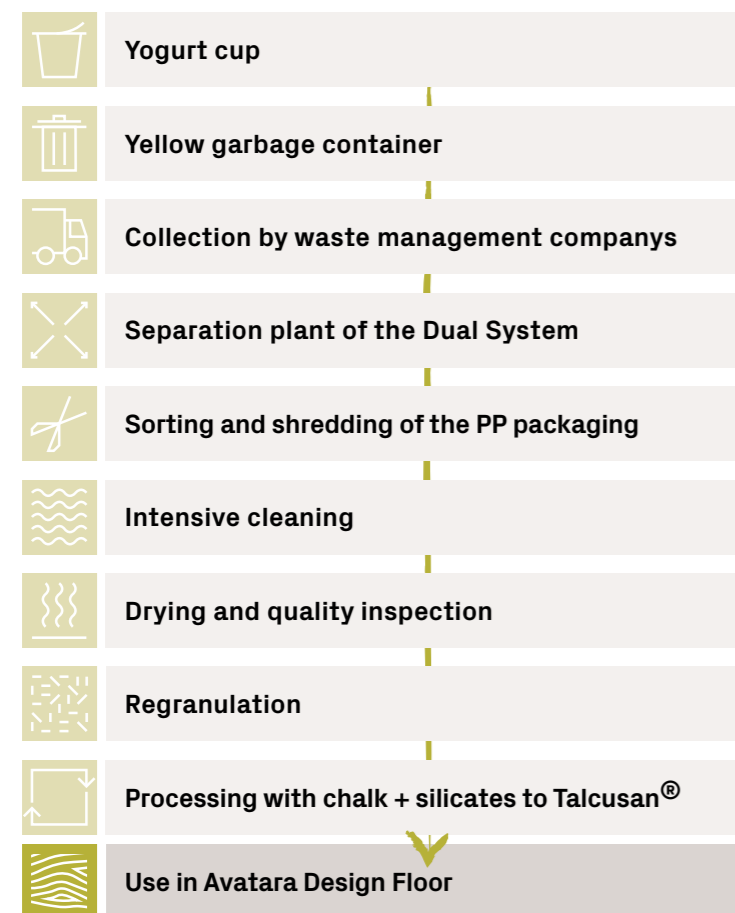 Yogurt cup
Yellow garbage container
Collection by waste management companys
Separation plant of the Dual System
Sorting and shredding of the PP packaging
Intensive cleaning
Drying and quality inspection
Regranulation
Processing with chalk + silicates to Talcusan®
Use in Avatara Design Floor